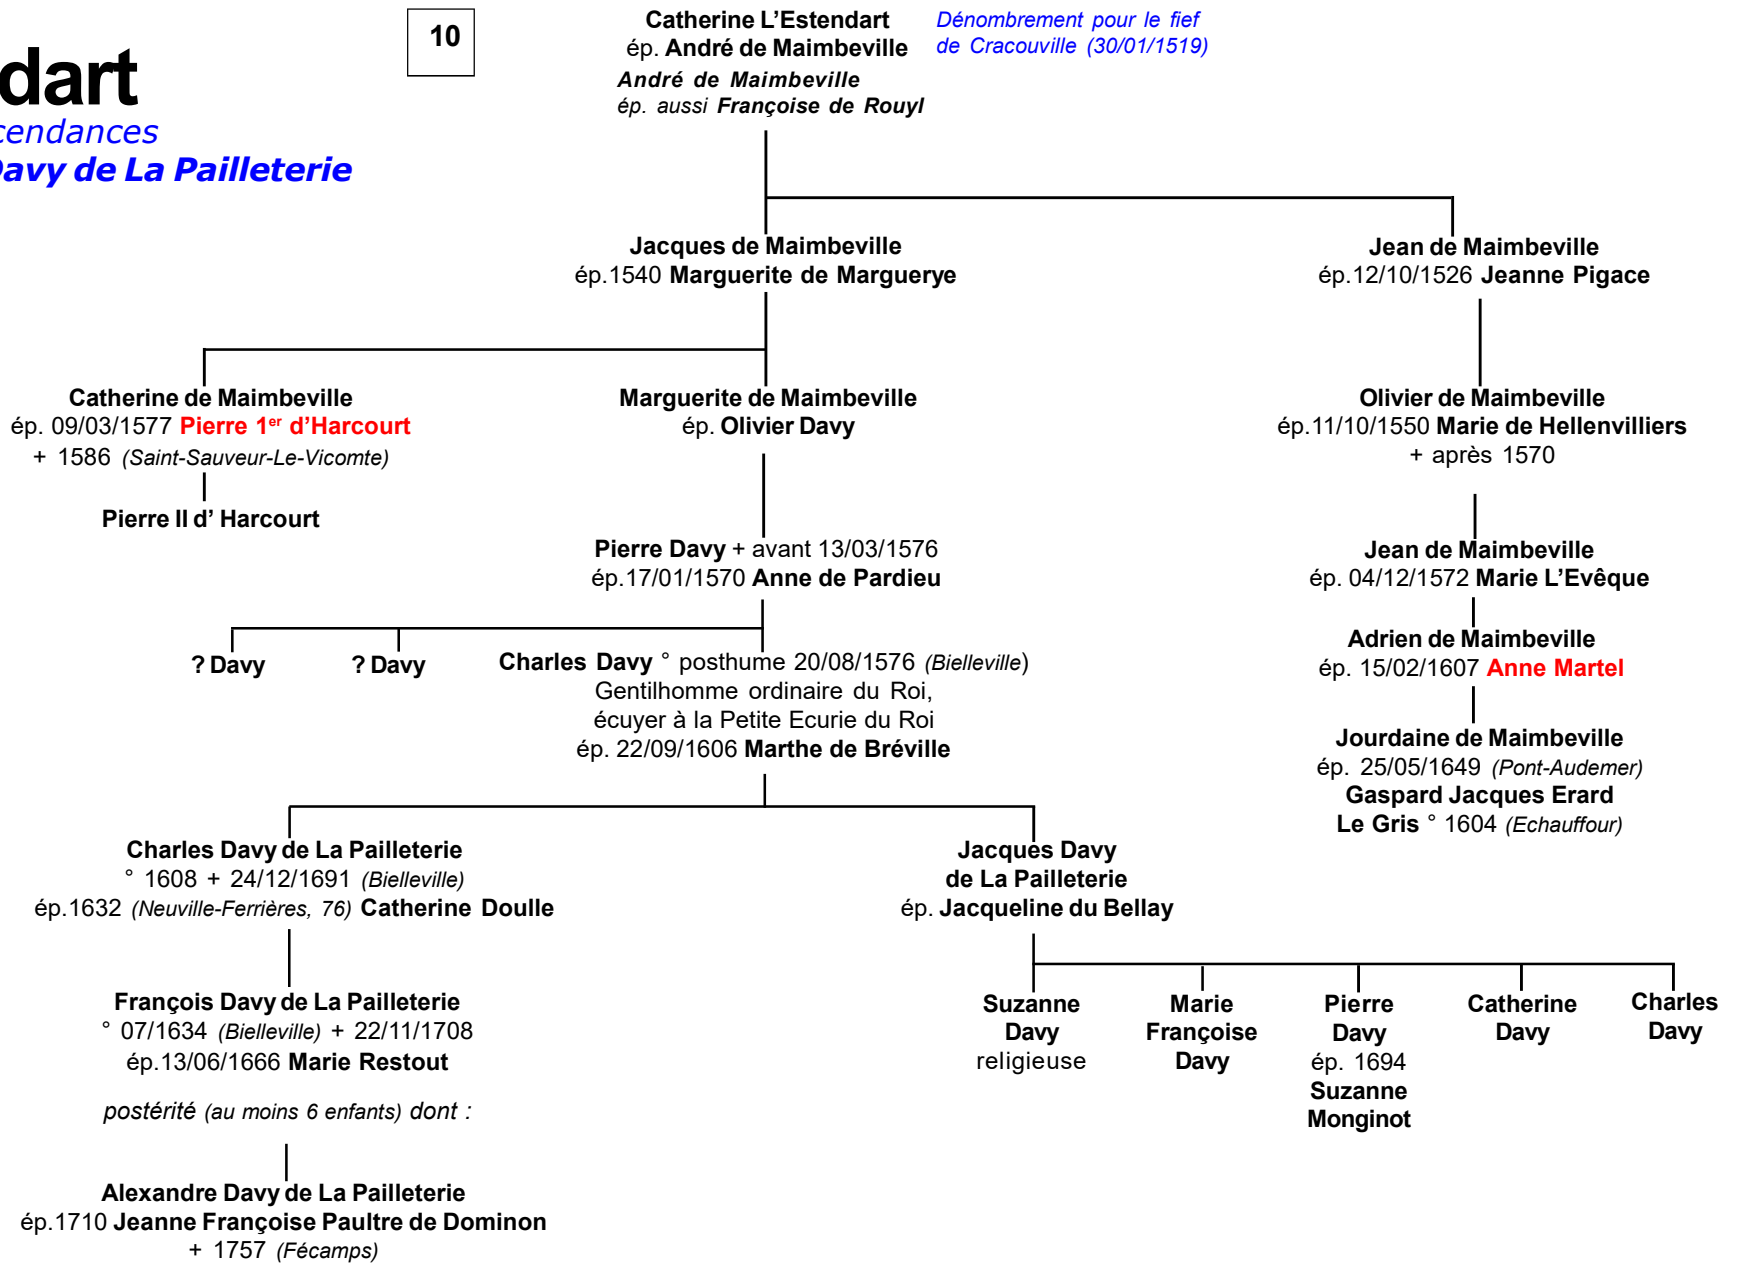 dart
cendances
Davy de La Pailleterie
10
Catherine L'Estendart
ép. André de Maimbeville
André de Maimbeville
ép. aussi Françoise de Rouyl
Dénombrement pour le fief
de Cracouville (30/01/1519)
Jacques de Maimbeville
ép.1540 Marguerite de Marguerye
Jean de Maimbeville
ép.12/10/1526 Jeanne Pigace
Catherine de Maimbeville
ép. 09/03/1577 Pierre 1er d'Harcourt
+ 1586 (Saint-Sauveur-Le-Vicomte)
Pierre II d' Harcourt
Marguerite de Maimbeville
ép. Olivier Davy
Olivier de Maimbeville
ép.11/10/1550 Marie de Hellenvilliers
+ après 1570
Pierre Davy + avant 13/03/1576
ép.17/01/1570 Anne de Pardieu
Jean de Maimbeville
ép. 04/12/1572 Marie L'Evêque
? Davy
? Davy
Charles Davy ° posthume 20/08/1576 (Bielleville)
Gentilhomme ordinaire du Roi,
écuyer à la Petite Ecurie du Roi
ép. 22/09/1606 Marthe de Bréville
Adrien de Maimbeville
ép. 15/02/1607 Anne Martel
Jourdaine de Maimbeville
ép. 25/05/1649 (Pont-Audemer)
Gaspard Jacques Erard
Le Gris ° 1604 (Echauffour)
Charles Davy de La Pailleterie
° 1608 + 24/12/1691 (Bielleville)
ép.1632 (Neuville-Ferrières, 76) Catherine Doulle
Jacques Davy
de La Pailleterie
ép. Jacqueline du Bellay
François Davy de La Pailleterie
° 07/1634 (Bielleville) + 22/11/1708
ép.13/06/1666 Marie Restout
postérité (au moins 6 enfants) dont :
Suzanne
Davy
religieuse
Marie
Françoise
Davy
Pierre
Davy
ép. 1694
Suzanne
Monginot
Catherine
Davy
Charles
Davy
Alexandre Davy de La Pailleterie
ép.1710 Jeanne Françoise Paultre de Dominon
+ 1757 (Fécamps)